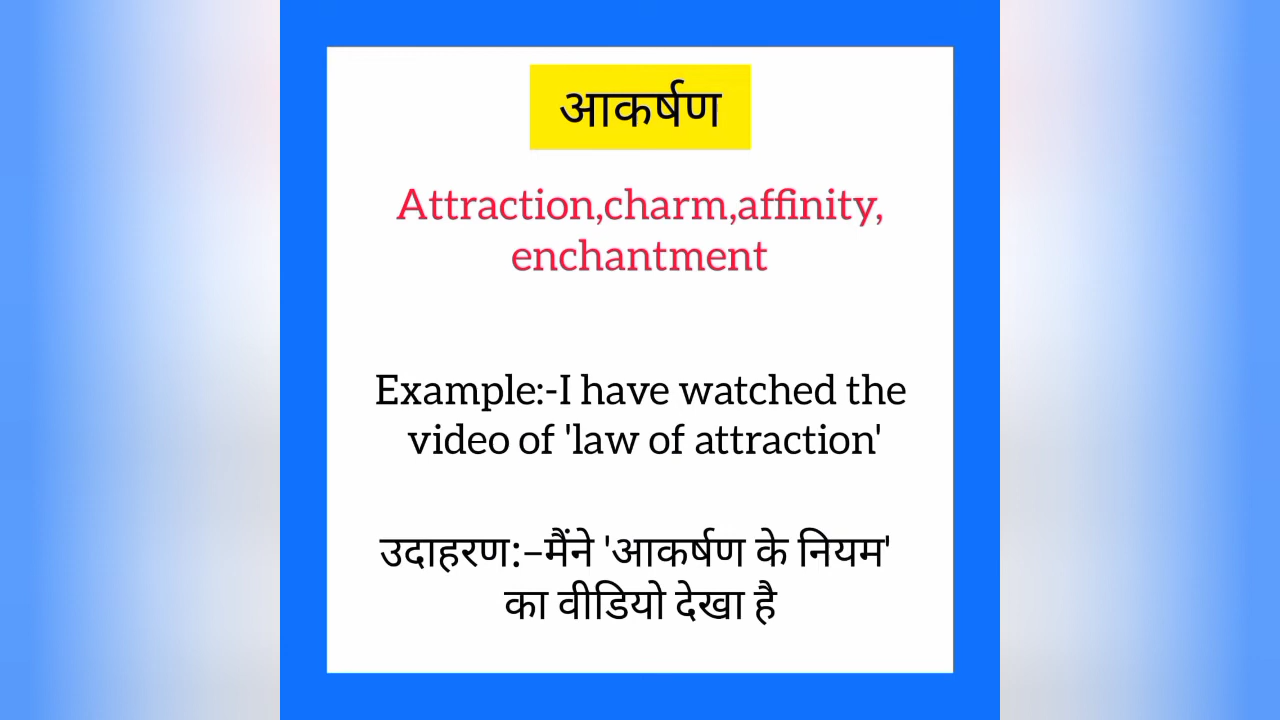 आकर्षण
Attraction,charm,affinity,
enchantment
Example:-I have watched the
video of 'law of attraction'
उदाहरण:–मैंने 'आकर्षण के नियम'
का वीडियो देखा है